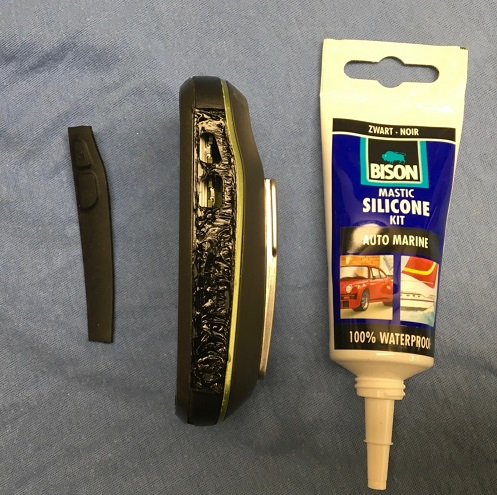 ZWART - NOIR
BISON
MASTIC
SILICONE
KIT
AUTO MARINE
100% WATERPROOF